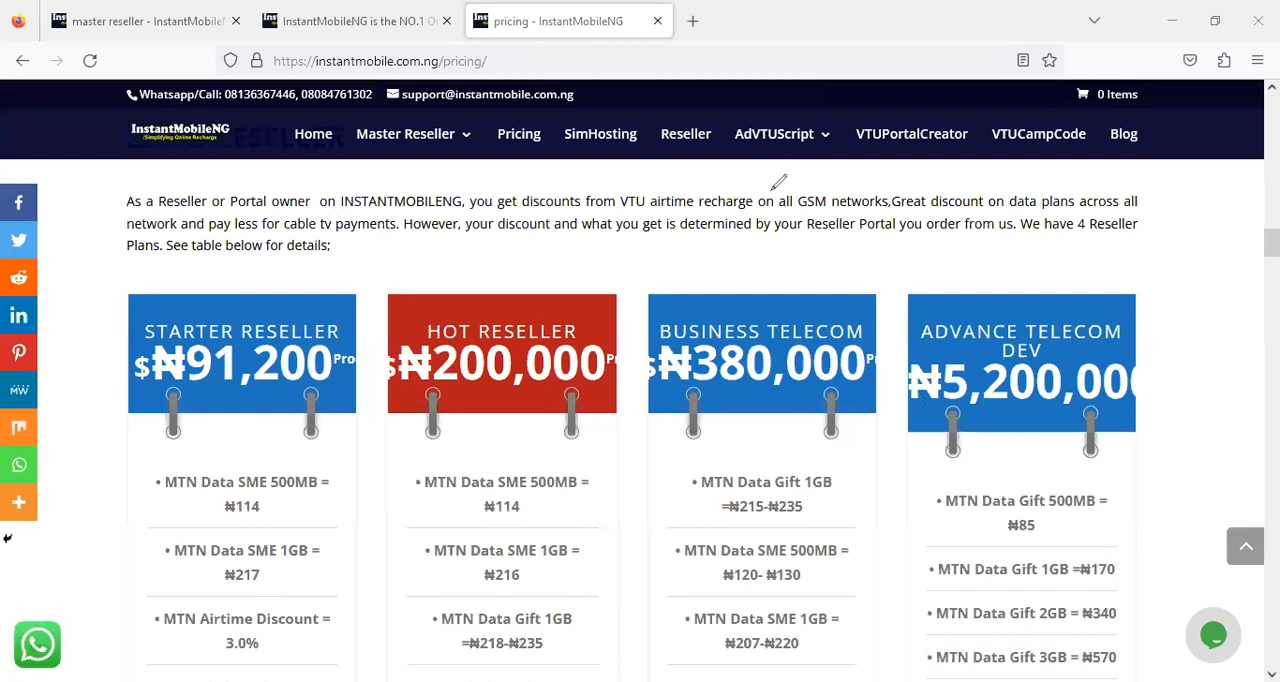 master reseller - InstantMobileN
InstantMobileNG is the NO.1 O
pricing - InstantMobileNG
https://instantmobile.com.ng/pricing/
Whatsapp/Call: 08136367446, 08084761302
support@instantmobile.com.ng
0 Items
InstantMobileNG
/Simplifying Online Recharge
Home
Master Reseller
Pricing
SimHosting
Reseller
AdVTUScript
VTUPortalCreator
VTUCampCode
Blog
As a Reseller or Portal owner on INSTANTMOBILENG, you get discounts from VTU airtime recharge on all GSM networks,Great discount on data plans across all
network and pay less for cable tv payments. However, your discount and what you get is determined by your Reseller Portal you order from us. We have 4 Reseller
Plans. See table below for details;
STARTER RESELLER
$₦91,200Pro
• MTN Data SME 500MB =
₦114
• MTN Data SME 1GB =
₦217
• MTN Airtime Discount =
3.0%
HOT RESELLER
$₦200,000P
• MTN Data SME 500MB =
₦114
• MTN Data SME 1GB =
₦216
• MTN Data Gift 1GB
=₦218-₦235
BUSINESS TELECOM
$₦380,000P
• MTN Data Gift 1GB
=₦215-₦235
• MTN Data SME 500MB =
₦120- ₦130
• MTN Data SME 1GB =
₦207-₦220
ADVANCE TELECOM
DEV
₦5,200,000
• MTN Data Gift 500MB =
₦85
• MTN Data Gift 1GB =₦170
• MTN Data Gift 2GB = ₦340
• MTN Data Gift 3GB = ₦570